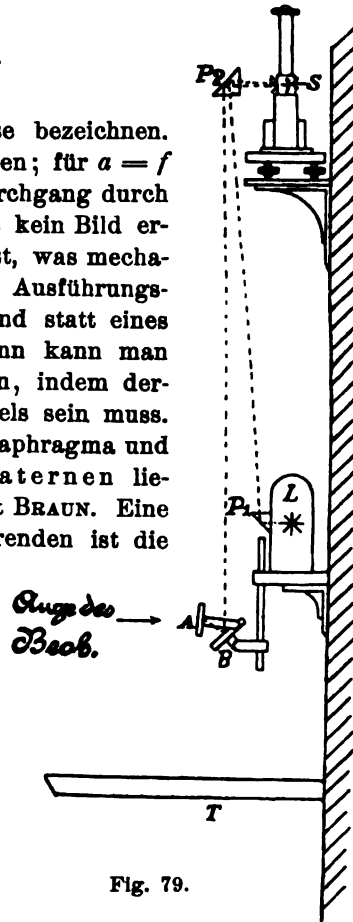 P2
S
se bezeichnen.
en; für a = f
rchgang durch
kein Bild er-
st, was mecha-
Ausführungs-
nd statt eines
nn kann man
n, indem der-
els sein muss.
aphragma und
aternen lie-
t BRAUN. Eine
renden ist die
P1
L
Auge des
Beob.
A
B
T
Fig. 79.